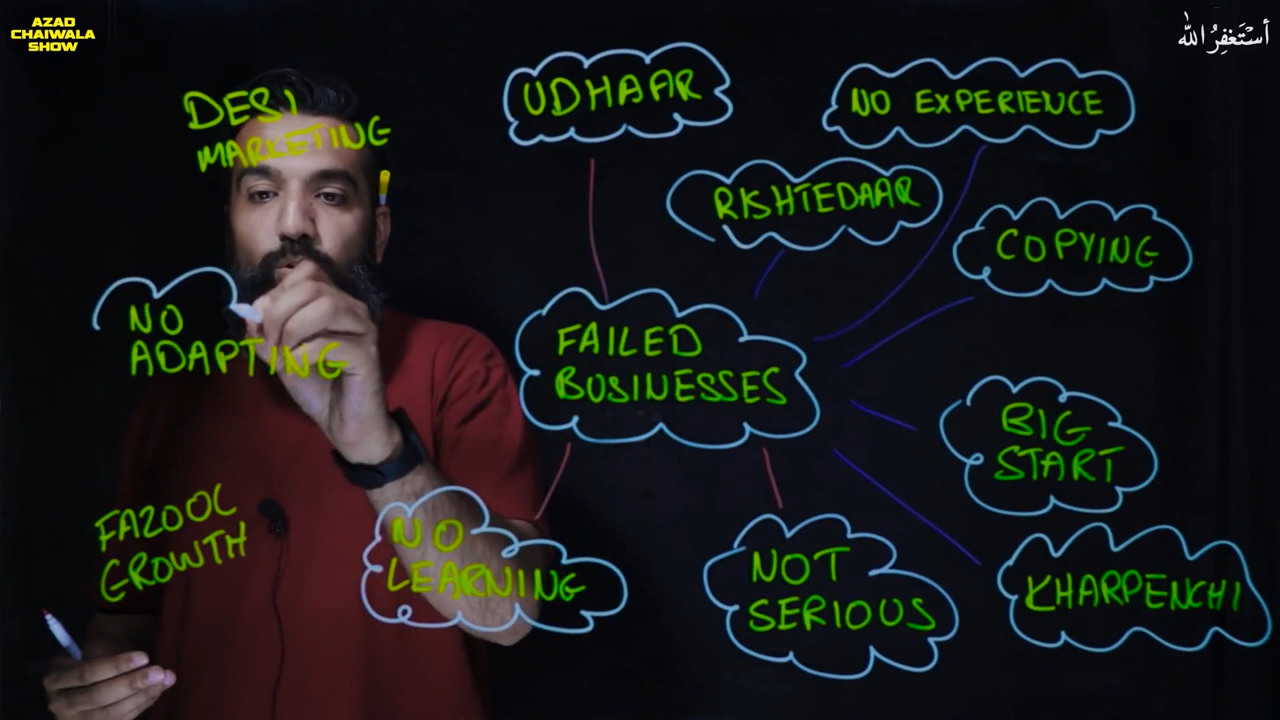 AZAD
CHAIWALA
SHOW
أستغفر الله
DESI
MARKETING
UDHAAR
NO EXPERIENCE
RISHTEDAAR
COPYING
NO
ADAPTING
FAILED
BUSINESSES
BIG
START
FAZOOL
GROWTH
NO
LEARNING
NOT
SERIOUS
KHARPENCHI